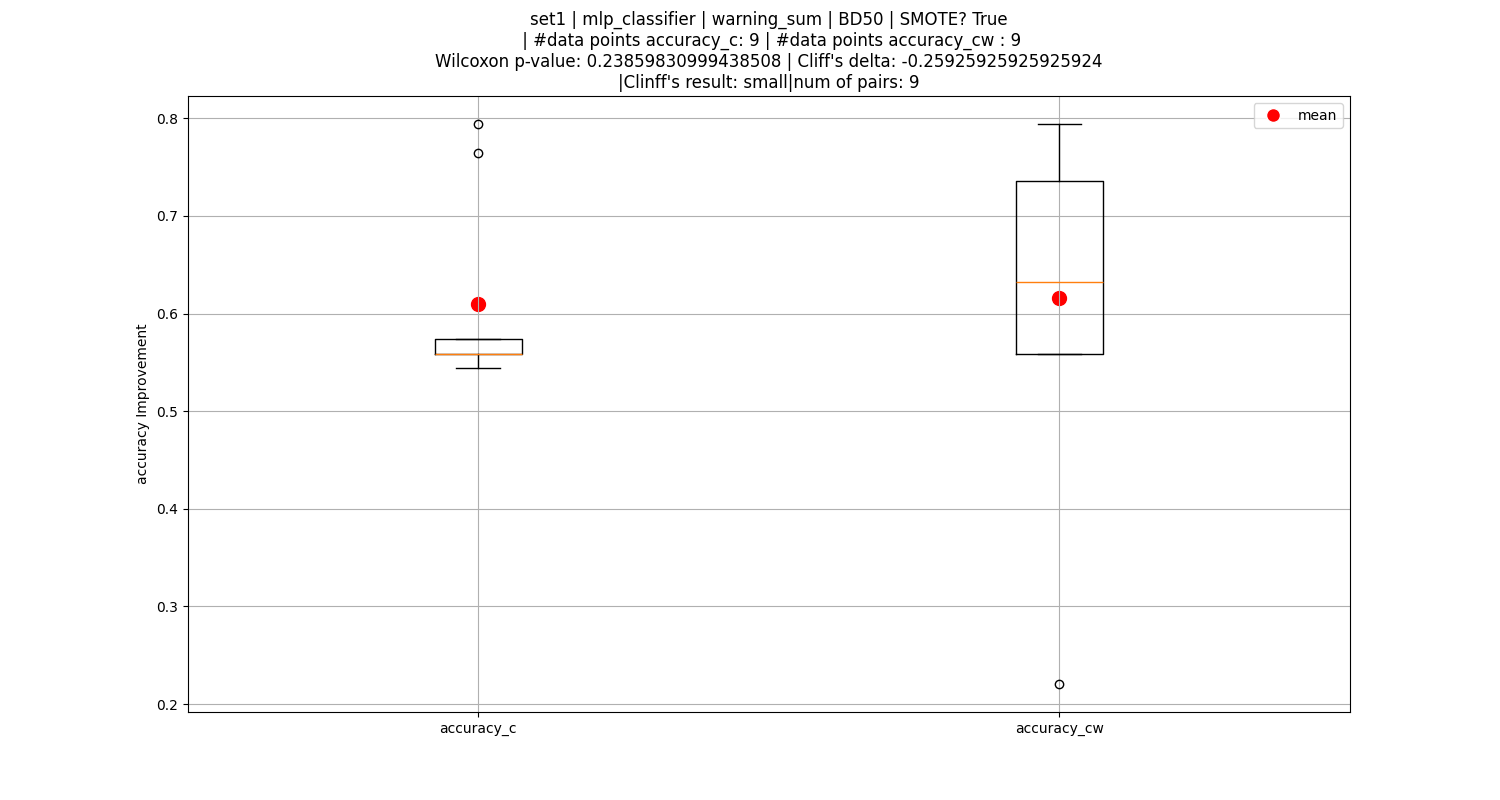 set1 | mlp_classifier | warning_sum | BD50 | SMOTE? True
| #data points accuracy_c: 9 | #data points accuracy_cw : 9
Wilcoxon p-value: 0.23859830999438508 | Cliff's delta: -0.25925925925925924
|Clinff's result: small|num of pairs: 9
mean
0.8
0.7
0.6
0.5
0.4
0.3
0.2
accuracy Improvement
accuracy_c
accuracy_cw